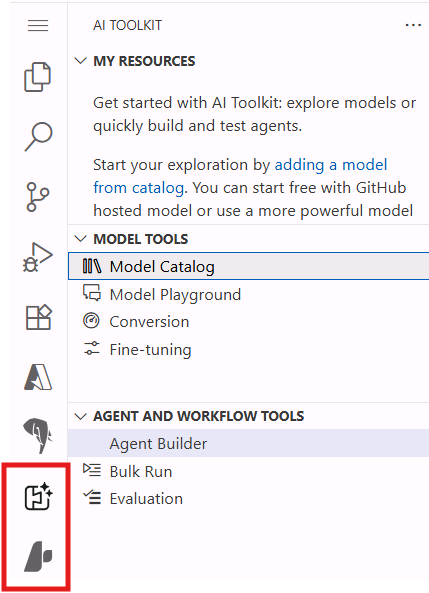 AI TOOLKIT
MY RESOURCES
Get started with AI Toolkit: explore models or
quickly build and test agents.
Start your exploration by adding a model
from catalog. You can start free with GitHub
hosted model or use a more powerful model
MODEL TOOLS
Model Catalog
Model Playground
Conversion
Fine-tuning
AGENT AND WORKFLOW TOOLS
Agent Builder
Bulk Run
Evaluation